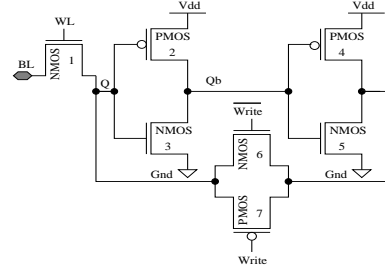 Vdd
Vdd
WL
PMOS
2
PMOS
4
BL
NMOS
1
Q
Qb
Write
NMOS
3
NMOS
6
NMOS
5
Gnd
Gnd
PMOS
7
Write